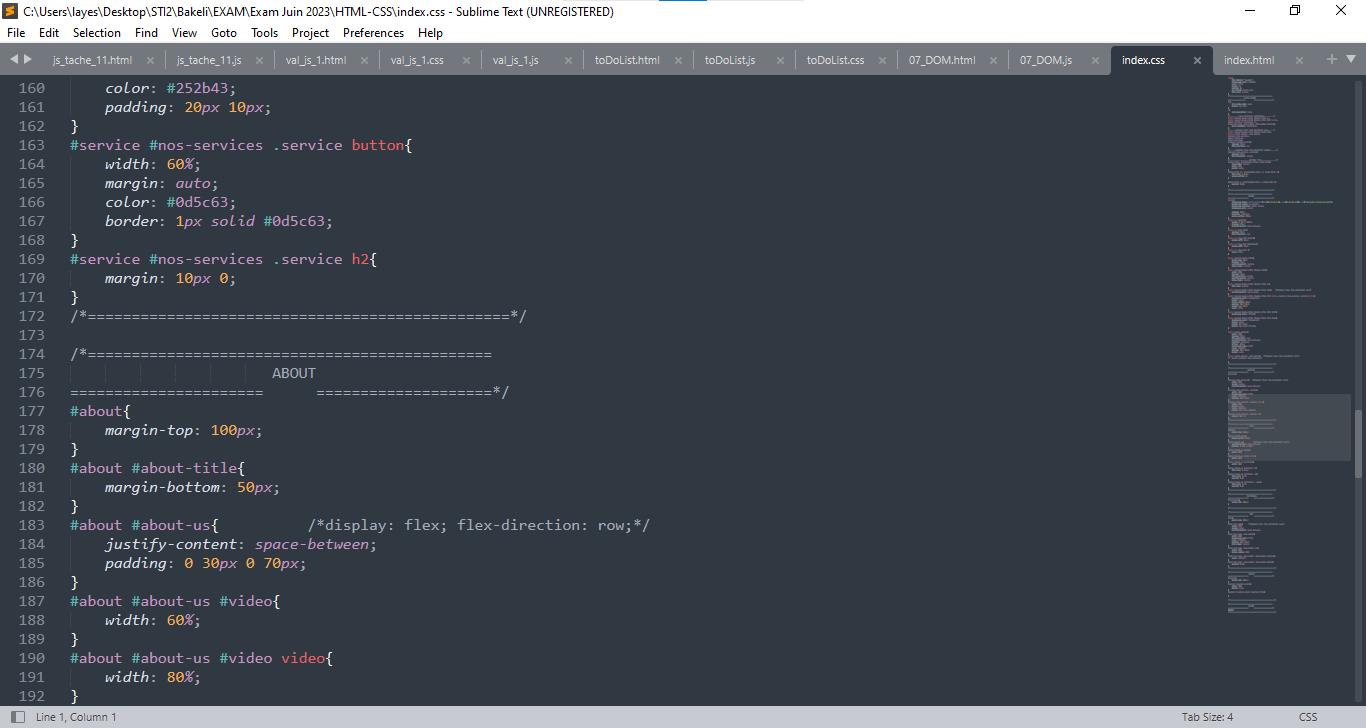 C:\Users\layes\Desktop\STI2\Bakeli\EXAM\Exam Juin 2023\HTML-CSS\index.css - Sublime Text (UNREGISTERED)
File Edit Selection Find View Goto Tools Project Preferences Help
js_tache_11.html × js_tache_11.js × val_js_1.html × val_js_1.css × val_js_1.js × toDoList.html × toDoList.js × toDoList.css × 07_DOM.html × 07_DOM.js × index.css × index.html ×
160 color: #252b43;
161 padding: 20px 10px;
162 }
163 #service #nos-services .service button{
164 width: 60%;
165 margin: auto;
166 color: #0d5c63;
167 border: 1px solid #0d5c63;
168 }
169 #service #nos-services .service h2{
170 margin: 10px 0;
171 }
172 /*================================================*/
173
174 /*==============================================
175 ABOUT
176 ====================== ====================*/
177 #about{
178 margin-top: 100px;
179 }
180 #about #about-title{
181 margin-bottom: 50px;
182 }
183 #about #about-us{ /*display: flex; flex-direction: row;*/
184 justify-content: space-between;
185 padding: 0 30px 0 70px;
186 }
187 #about #about-us #video{
188 width: 60%;
189 }
190 #about #about-us #video video{
191 width: 80%;
192 }
Line 1, Column 1 Tab Size: 4 CSS